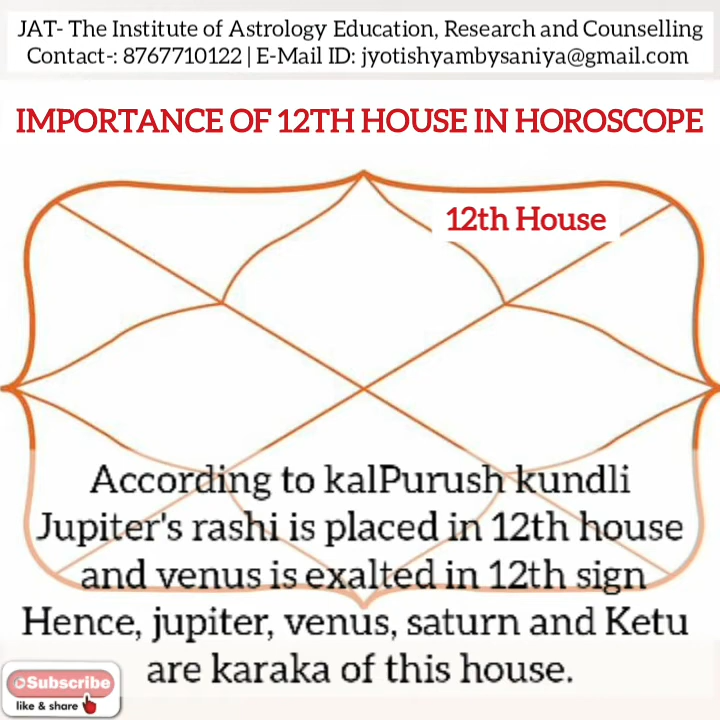 JAT- The Institute of Astrology Education, Research and Counselling
Contact-: 8767710122 | E-Mail ID: jyotishyambysaniya@gmail.com
IMPORTANCE OF 12TH HOUSE IN HOROSCOPE
12th House
According to kalPurush kundli
Jupiter's rashi is placed in 12th house
and venus is exalted in 12th sign
Hence, jupiter, venus, saturn and Ketu
are karaka of this house.
Subscribe
like & share